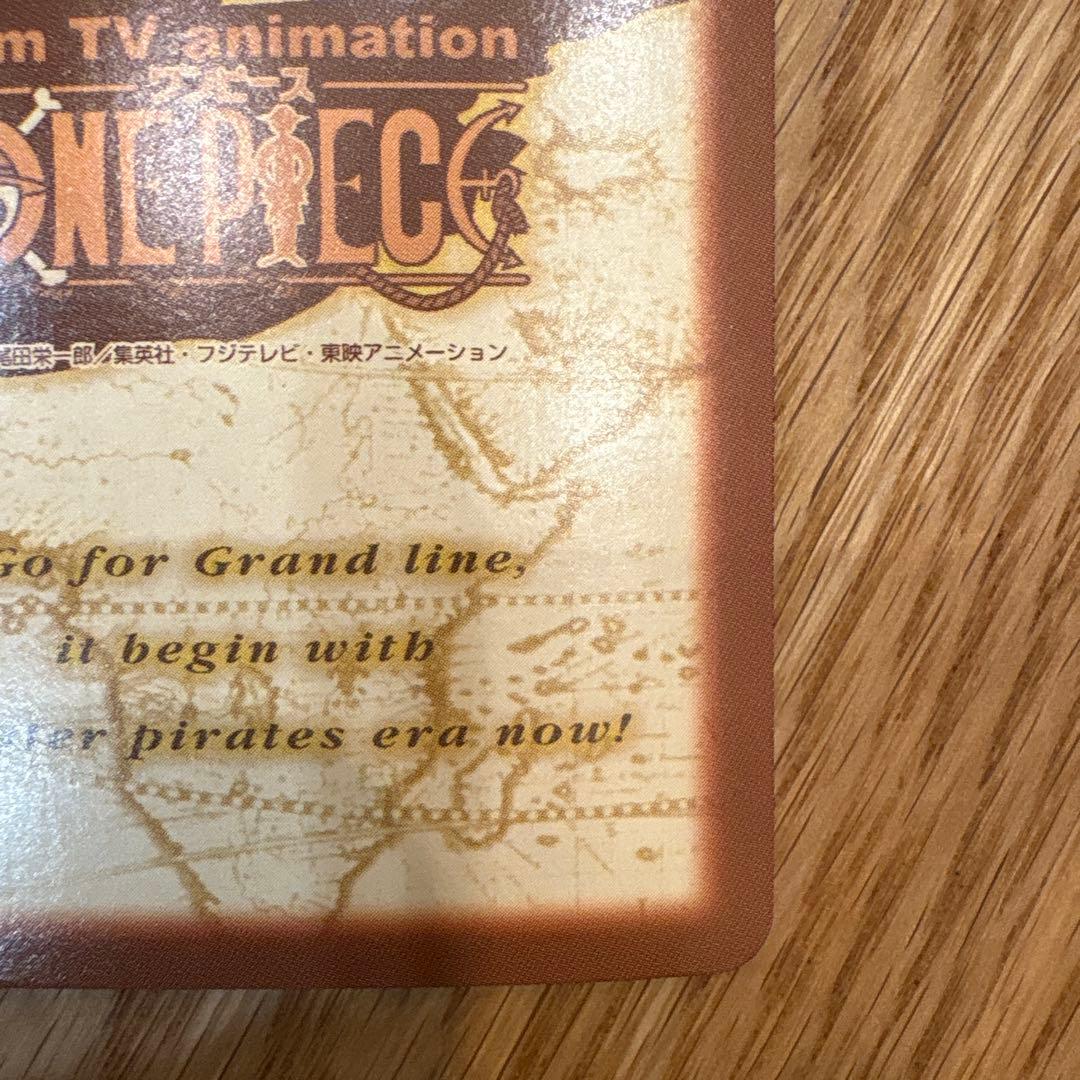 m TV animation
ワンピース
ONE PIECE
尾田栄一郎/集英社・フジテレビ・東映アニメーション
Go for Grand line,
it begin with
ster pirates era now!